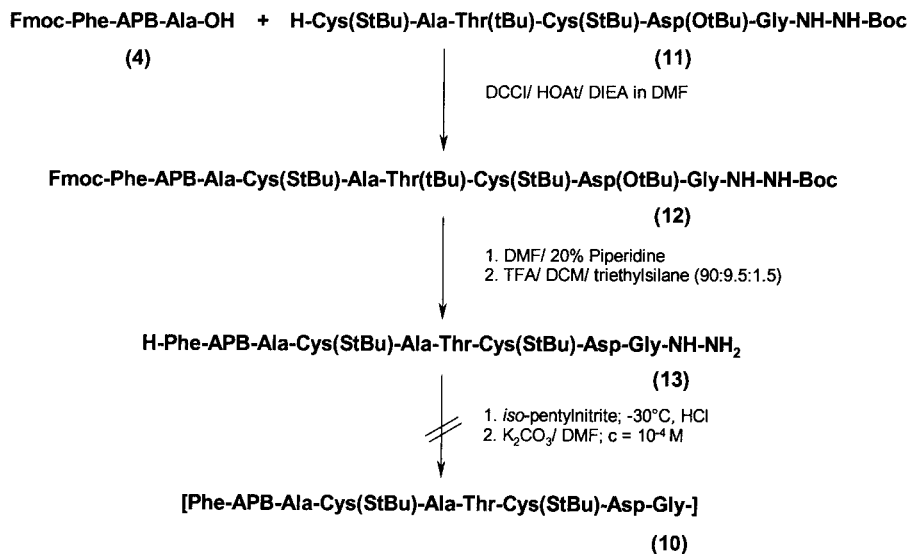 Fmoc-Phe-APB-Ala-OH + H-Cys(StBu)-Ala-Thr(tBu)-Cys(StBu)-Asp(OtBu)-Gly-NH-NH-Boc
(4) (11)
DCCI/ HOAt/ DIEA in DMF
Fmoc-Phe-APB-Ala-Cys(StBu)-Ala-Thr(tBu)-Cys(StBu)-Asp(OtBu)-Gly-NH-NH-Boc
(12)
1. DMF/ 20% Piperidine
2. TFA/ DCM/ triethylsilane (90:9.5:1.5)
H-Phe-APB-Ala-Cys(StBu)-Ala-Thr-Cys(StBu)-Asp-Gly-NH-NH₂
(13)
1. iso-pentylnitrite; -30°C, HCl
2. K₂CO₃/ DMF; c = 10⁻⁴ M
[Phe-APB-Ala-Cys(StBu)-Ala-Thr-Cys(StBu)-Asp-Gly-]
(10)